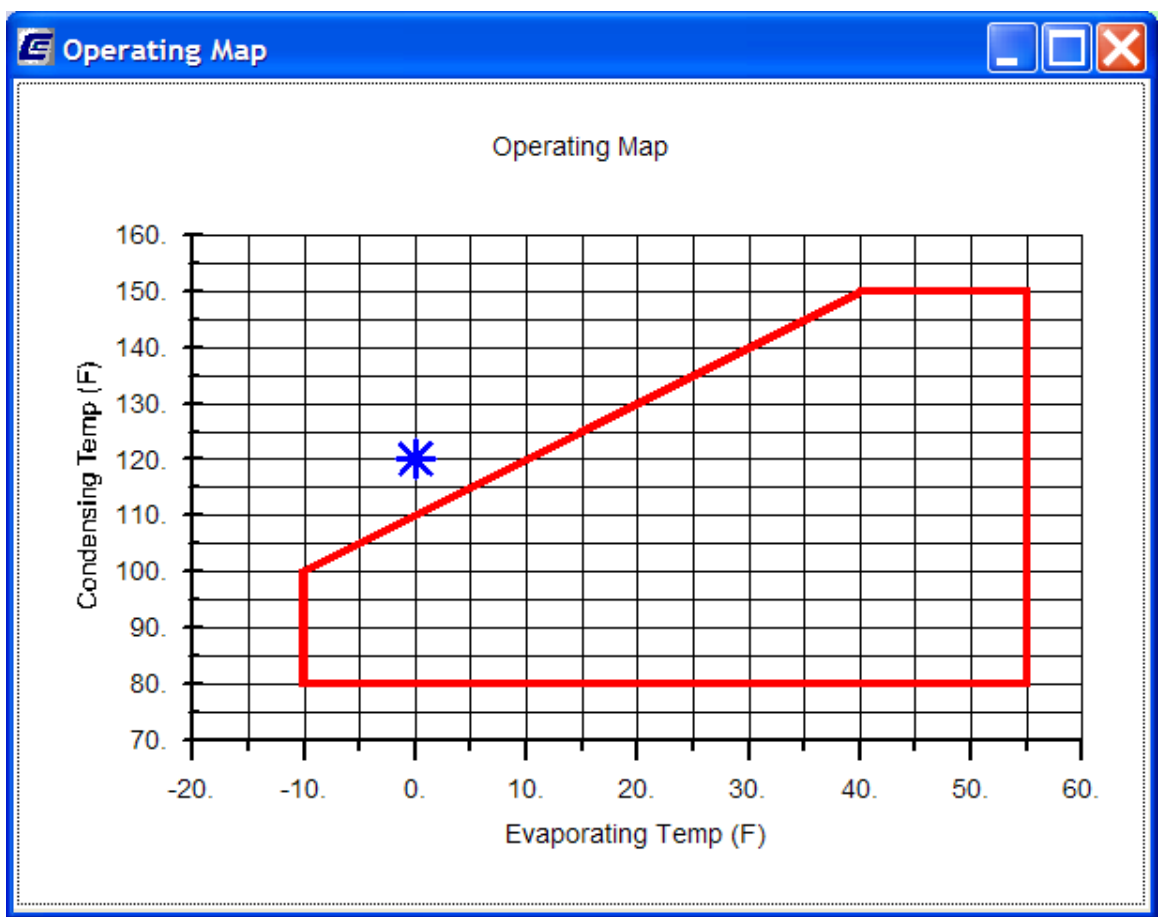 Operating Map
Operating Map
160.
150.
140.
130.
120.
110.
100.
90.
80.
70.
Condensing Temp (F)
-20. -10. 0. 10. 20. 30. 40. 50. 60.
Evaporating Temp (F)